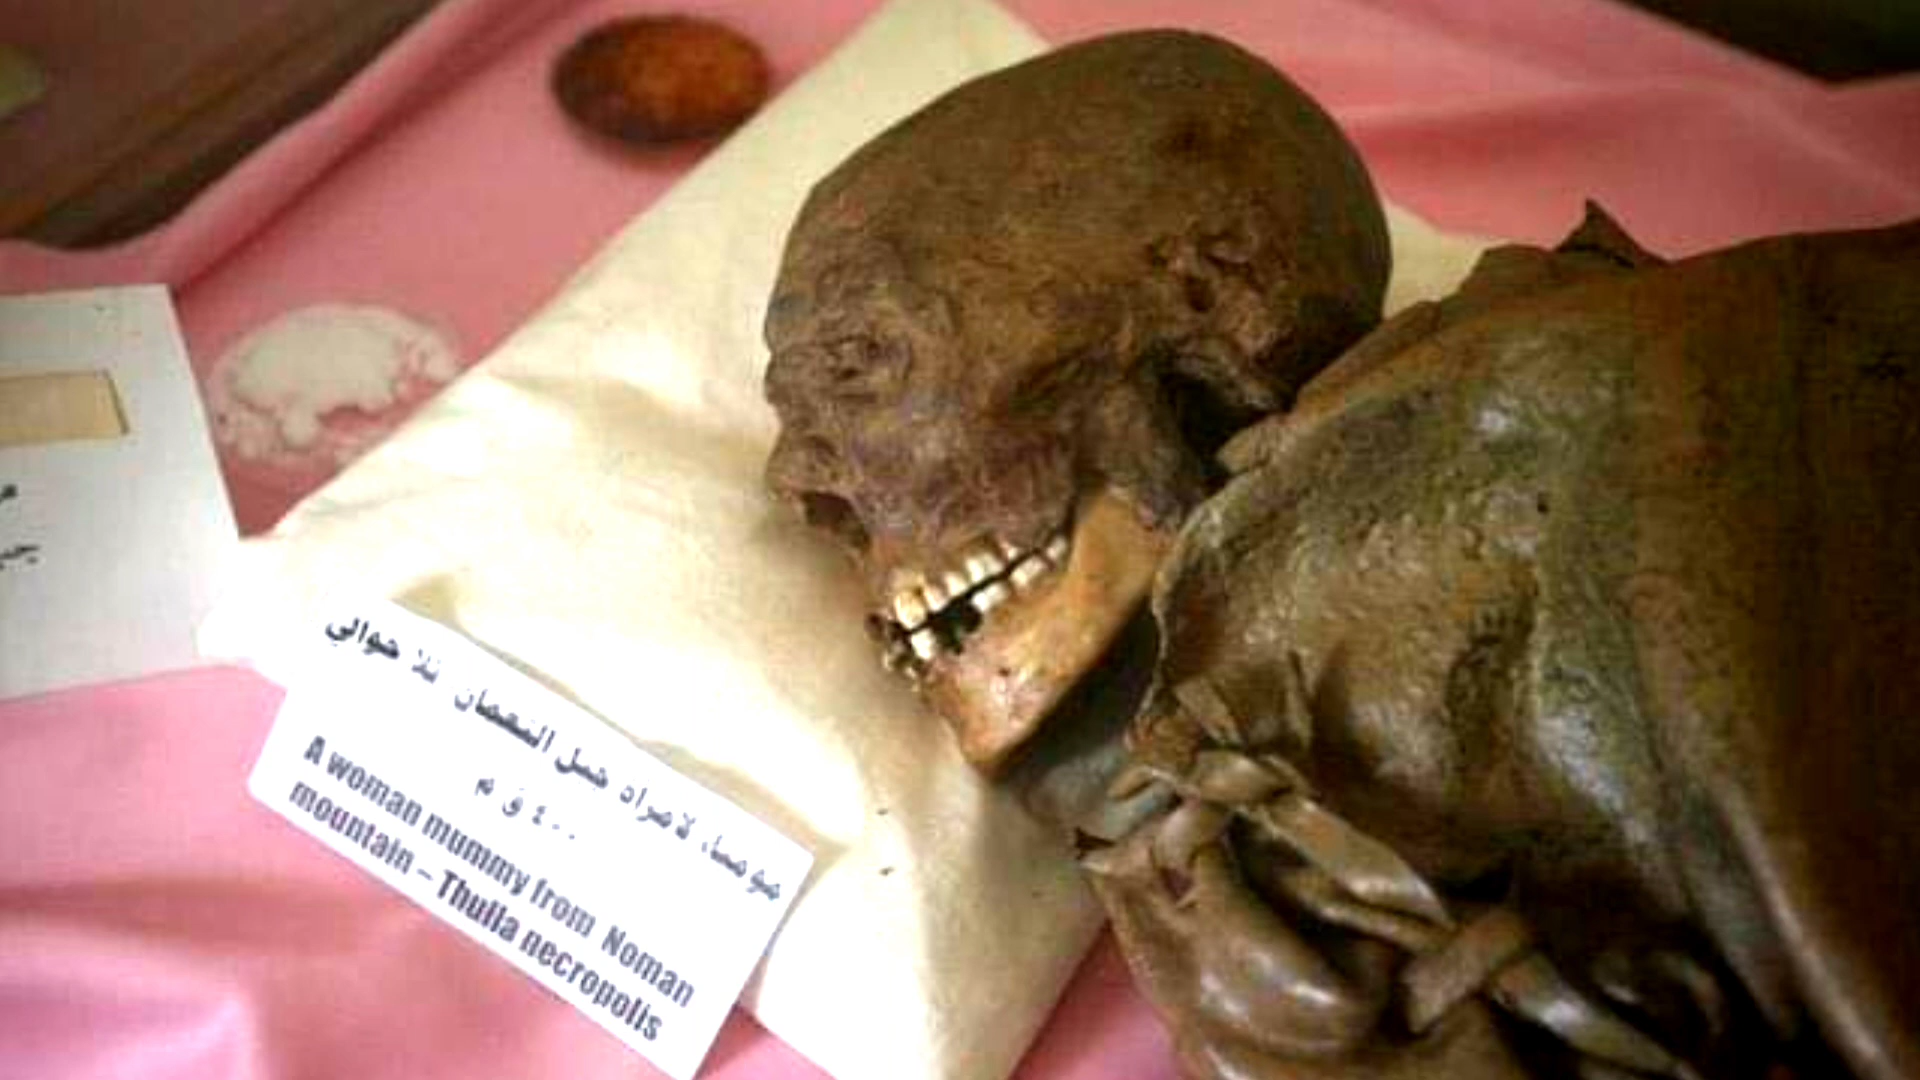 مومياء لامرأة جبل النعمان ثلا حوالي
٤٠٠ ق م
A woman mummy from Noman
mountain – Thulla necropolis